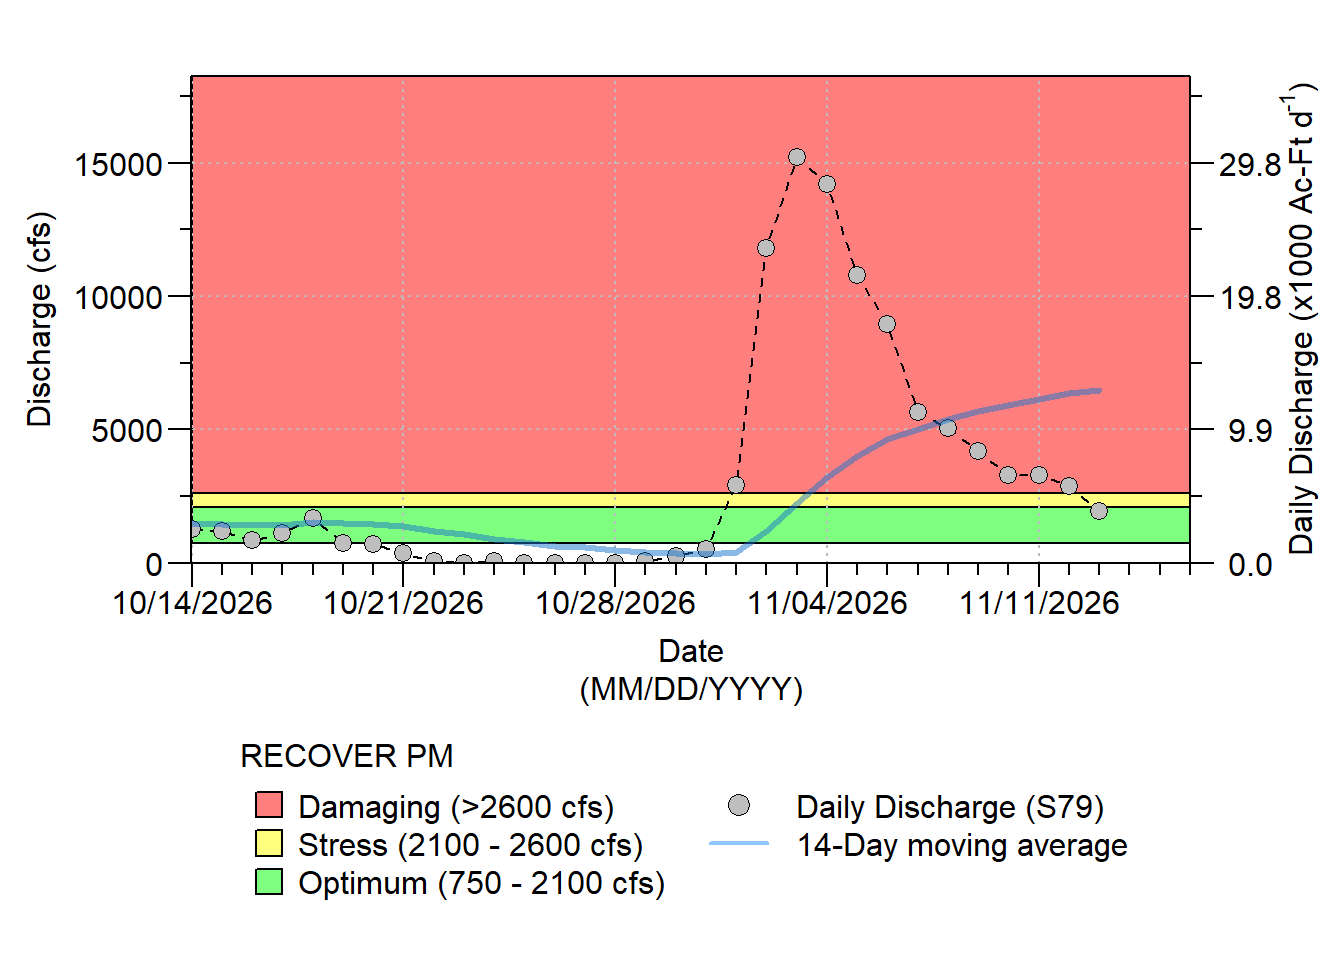 Discharge (cfs)
15000
10000
5000
0
29.8
19.8
9.9
0.0
Daily Discharge (x1000 Ac-Ft d-1)
10/14/2026
10/21/2026
10/28/2026
11/04/2026
11/11/2026
Date
(MM/DD/YYYY)
RECOVER PM
Damaging (>2600 cfs)
Stress (2100 - 2600 cfs)
Optimum (750 - 2100 cfs)
Daily Discharge (S79)
14-Day moving average